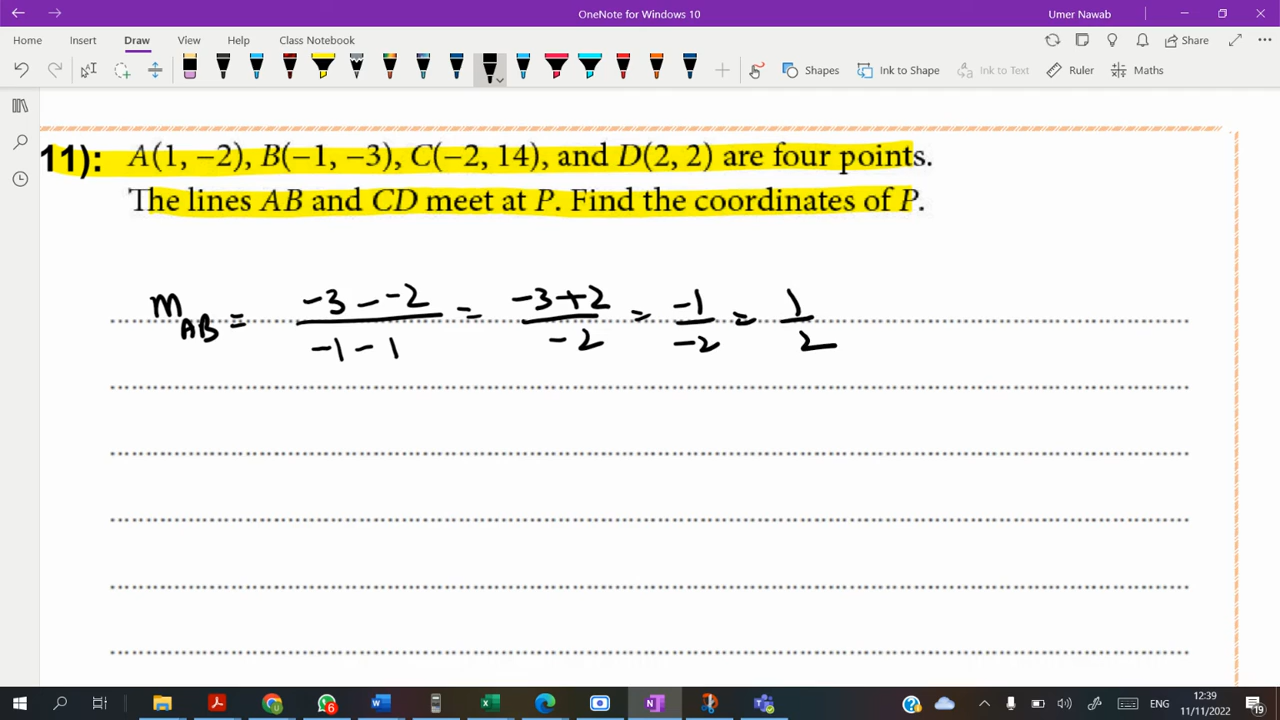 OneNote for Windows 10
Umer Nawab
Home Insert Draw View Help Class Notebook
Share
Shapes Ink to Shape Ink to Text Ruler Maths
11): A(1, −2), B(−1, −3), C(−2, 14), and D(2, 2) are four points.
The lines AB and CD meet at P. Find the coordinates of P.
m_AB = (-3 - -2)/(-1 - 1) = (-3+2)/(-2) = -1/-2 = 1/2
6
ENG
12:39
11/11/2022
19